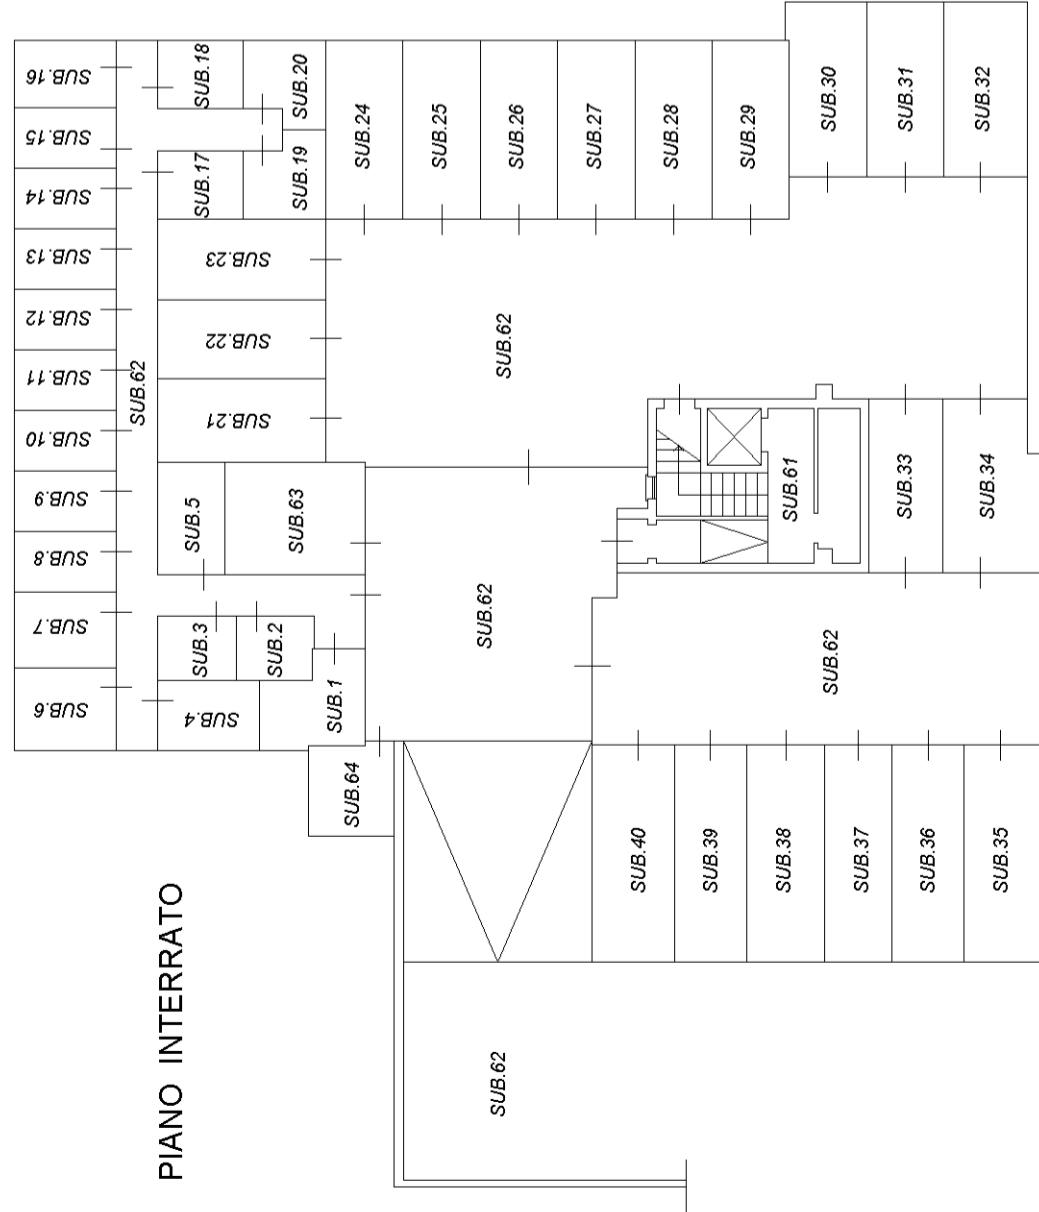 SUB.16
SUB.18
SUB.20
SUB.15
SUB.17
SUB.19
SUB.14
SUB.13
SUB.12
SUB.11
SUB.10
SUB.9
SUB.8
SUB.7
SUB.6
SUB.62
SUB.23
SUB.22
SUB.21
SUB.5
SUB.63
SUB.3
SUB.2
SUB.4
SUB.1
SUB.64
SUB.24
SUB.25
SUB.26
SUB.27
SUB.28
SUB.29
SUB.30
SUB.31
SUB.32
SUB.62
SUB.61
SUB.33
SUB.34
SUB.62
SUB.62
SUB.40
SUB.39
SUB.38
SUB.37
SUB.36
SUB.35
SUB.62
PIANO INTERRATO